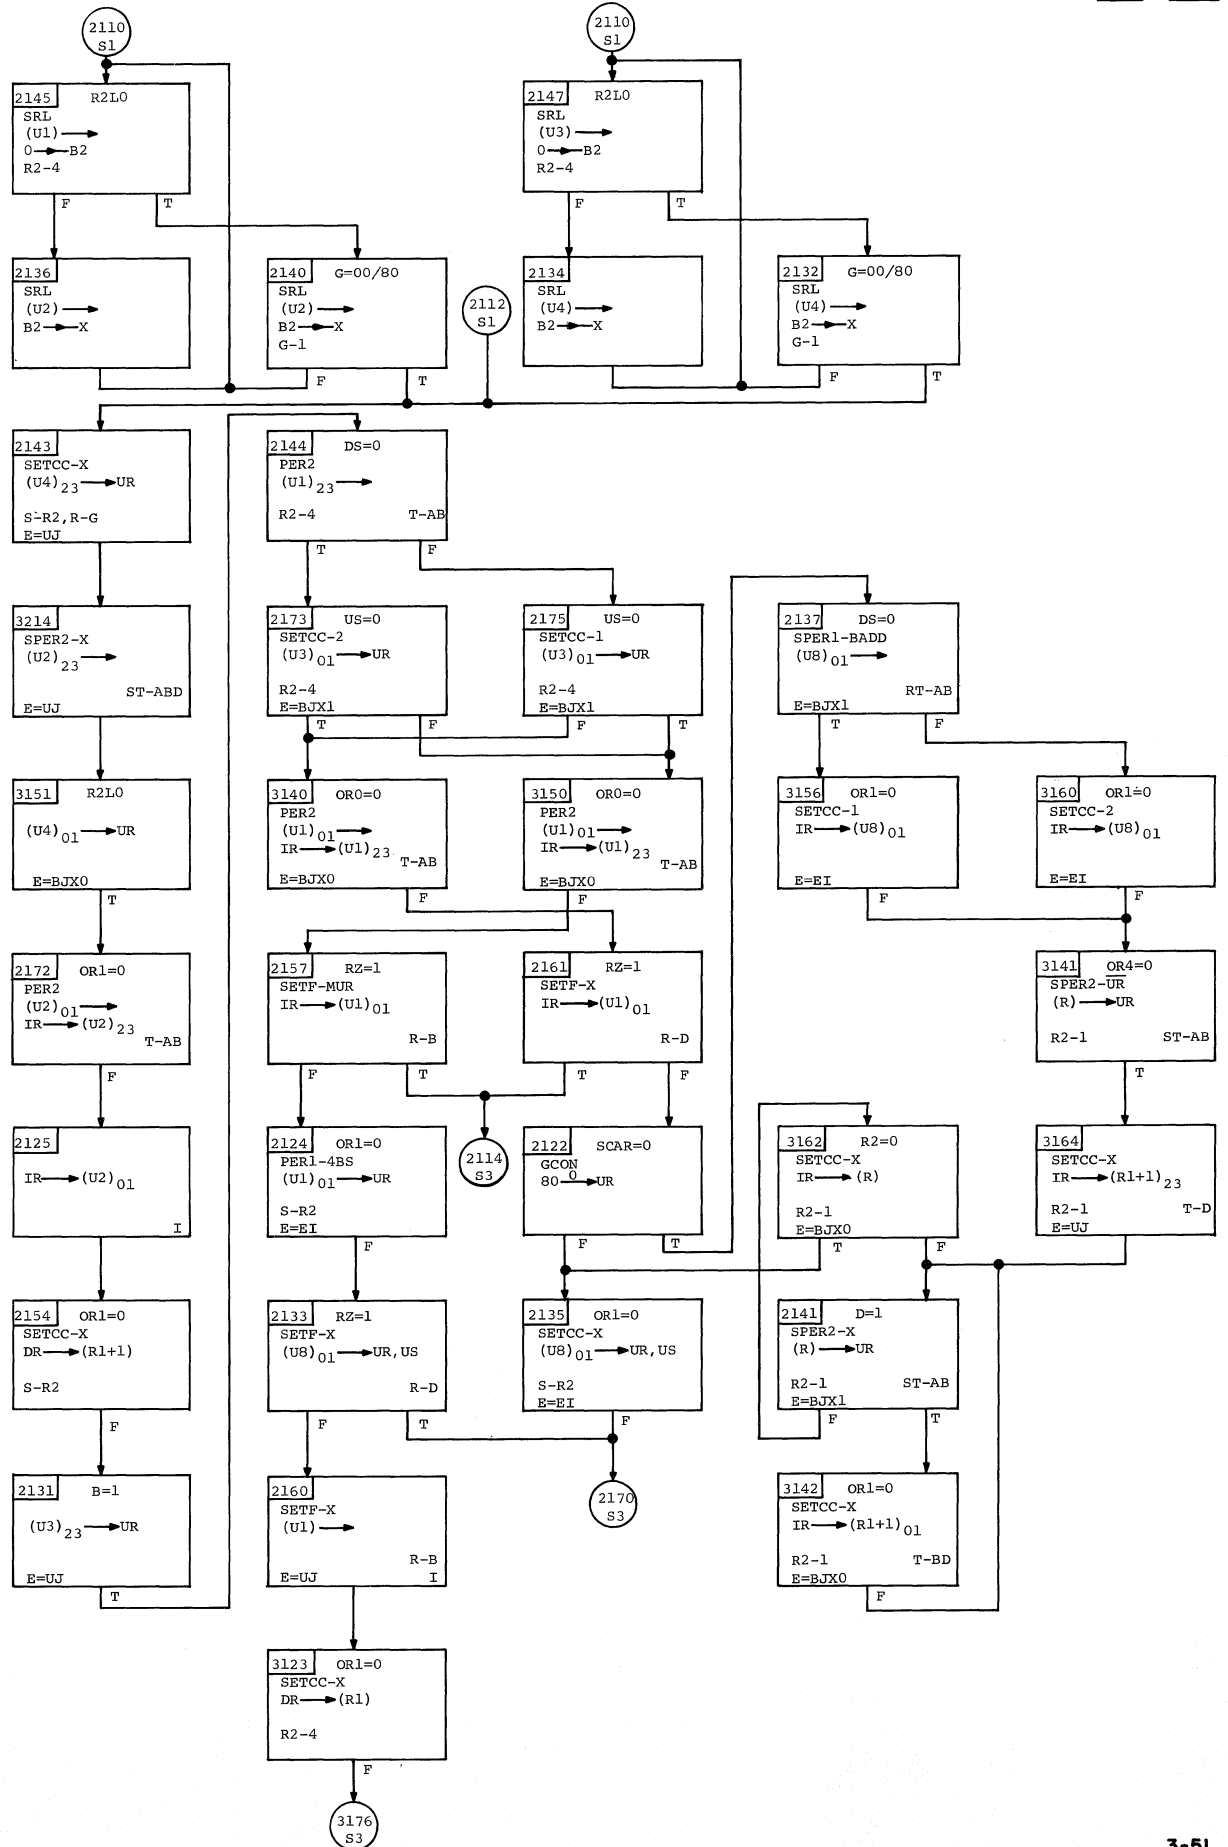 2110
S1
2110
S1
2145 R2L0
SRL
(U1)
0 B2
R2-4
F T
2147 R2L0
SRL
(U3)
0 B2
R2-4
F T
2136
SRL
(U2)
B2 X
2140 G=00/80
SRL
(U2)
B2 X
G-1
F T
2112
S1
2134
SRL
(U4)
B2 X
2132 G=00/80
SRL
(U4)
B2 X
G-1
F T
2143
SETCC-X
(U4)23 UR
S-R2,R-G
E=UJ
2144 DS=0
PER2
(U1)23
R2-4 T-AB
T F
3214
SPER2-X
(U2)23
ST-ABD
E=UJ
2173 US=0
SETCC-2
(U3)01 UR
R2-4
E=BJX1
T F
2175 US=0
SETCC-1
(U3)01 UR
R2-4
E=BJX1
F T
2137 DS=0
SPER1-BADD
(U8)01
RT-AB
E=BJX1
T F
3151 R2L0
(U4)01 UR
E=BJX0
T
3140 OR0=0
PER2
(U1)01
IR (U1)23
T-AB
E=BJX0
F
3150 OR0=0
PER2
(U1)01
IR (U1)23
T-AB
E=BJX0
F
3156 OR1=0
SETCC-1
IR (U8)01
E=EI
F
3160 OR1=0
SETCC-2
IR (U8)01
E=EI
F
2172 OR1=0
PER2
(U2)01
IR (U2)23
T-AB
F
2157 RZ=1
SETF-MUR
IR (U1)01
R-B
F T
2161 RZ=1
SETF-X
IR (U1)01
R-D
T F
3141 OR4=0
SPER2-UR
(R) UR
R2-1 ST-AB
T
2125
IR (U2)01
I
2124 OR1=0
PER1-4BS
(U1)01 UR
S-R2
E=EI
F
2114
S3
2122 SCAR=0
GCON
80 0 UR
F T
3162 R2=0
SETCC-X
IR (R)
R2-1
E=BJX0
T F
3164
SETCC-X
IR (R1+1)23
R2-1 T-D
E=UJ
2154 OR1=0
SETCC-X
DR (R1+1)
S-R2
F
2133 RZ=1
SETF-X
(U8)01 UR,US
R-D
F T
2135 OR1=0
SETCC-X
(U8)01 UR,US
S-R2
E=EI
F
2141 D=1
SPER2-X
(R) UR
R2-1 ST-AB
E=BJX1
F T
2131 B=1
(U3)23 UR
E=UJ
T
2160
SETF-X
(U1)
R-B
E=UJ I
2170
S3
3142 OR1=0
SETCC-X
IR (R1+1)01
R2-1 T-BD
E=BJX0
F
3123 OR1=0
SETCC-X
DR (R1)
R2-4
F
3176
S3
3-51